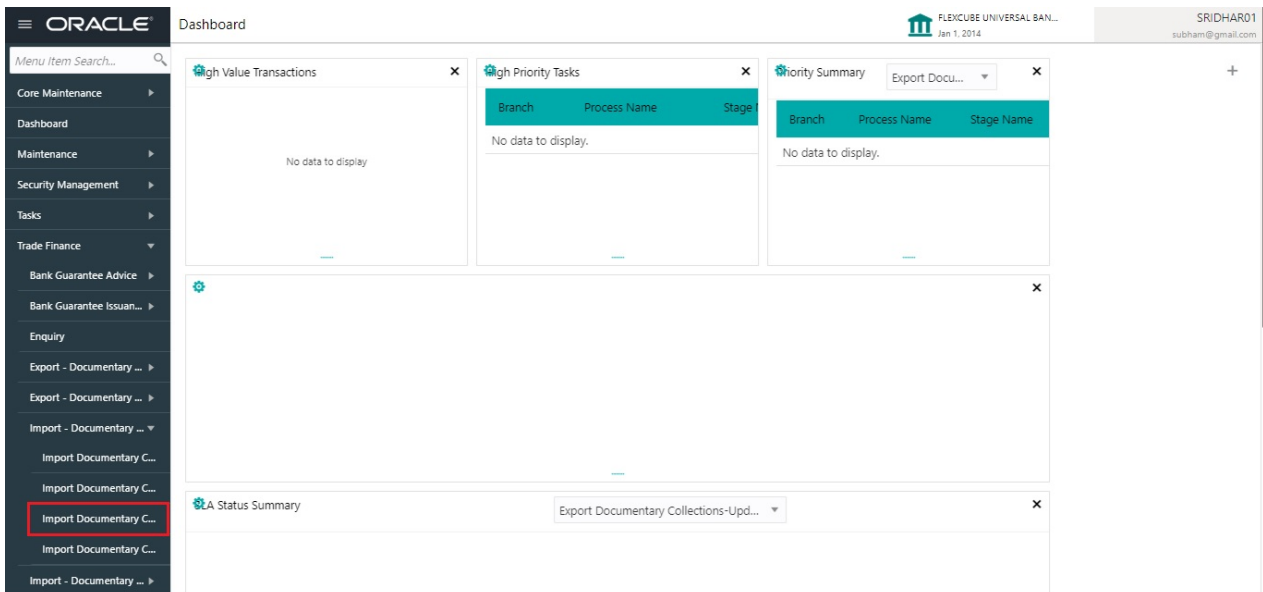 ORACLE
Dashboard
FLEXCUBE UNIVERSAL BAN...
Jan 1, 2014
SRIDHAR01
subham@gmail.com
Menu Item Search...
Core Maintenance
Dashboard
Maintenance
Security Management
Tasks
Trade Finance
Bank Guarantee Advice
Bank Guarantee Issuan...
Enquiry
Export - Documentary ...
Export - Documentary ...
Import - Documentary ...
Import Documentary C...
Import Documentary C...
Import Documentary C...
Import Documentary C...
Import - Documentary ...
High Value Transactions
No data to display
High Priority Tasks
Branch Process Name Stage
No data to display.
Priority Summary Export Docu...
Branch Process Name Stage Name
No data to display.
SLA Status Summary Export Documentary Collections-Upd...